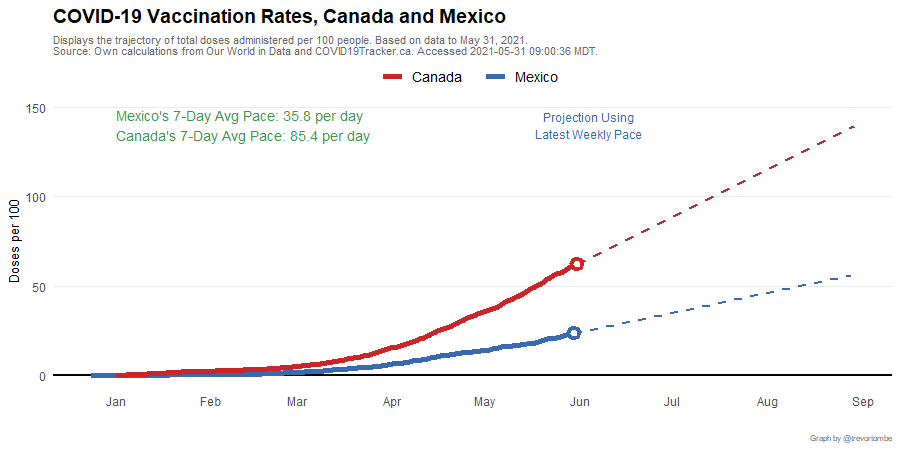 COVID-19 Vaccination Rates, Canada and Mexico
Displays the trajectory of total doses administered per 100 people. Based on data to May 31, 2021.
Source: Own calculations from Our World in Data and COVID19Tracker.ca. Accessed 2021-05-31 09:00:36 MDT.
Canada Mexico
Mexico's 7-Day Avg Pace: 35.8 per day
Canada's 7-Day Avg Pace: 85.4 per day
Projection Using
Latest Weekly Pace
Doses per 100
150
100
50
0
Jan Feb Mar Apr May Jun Jul Aug Sep
Graph by @trevortombe